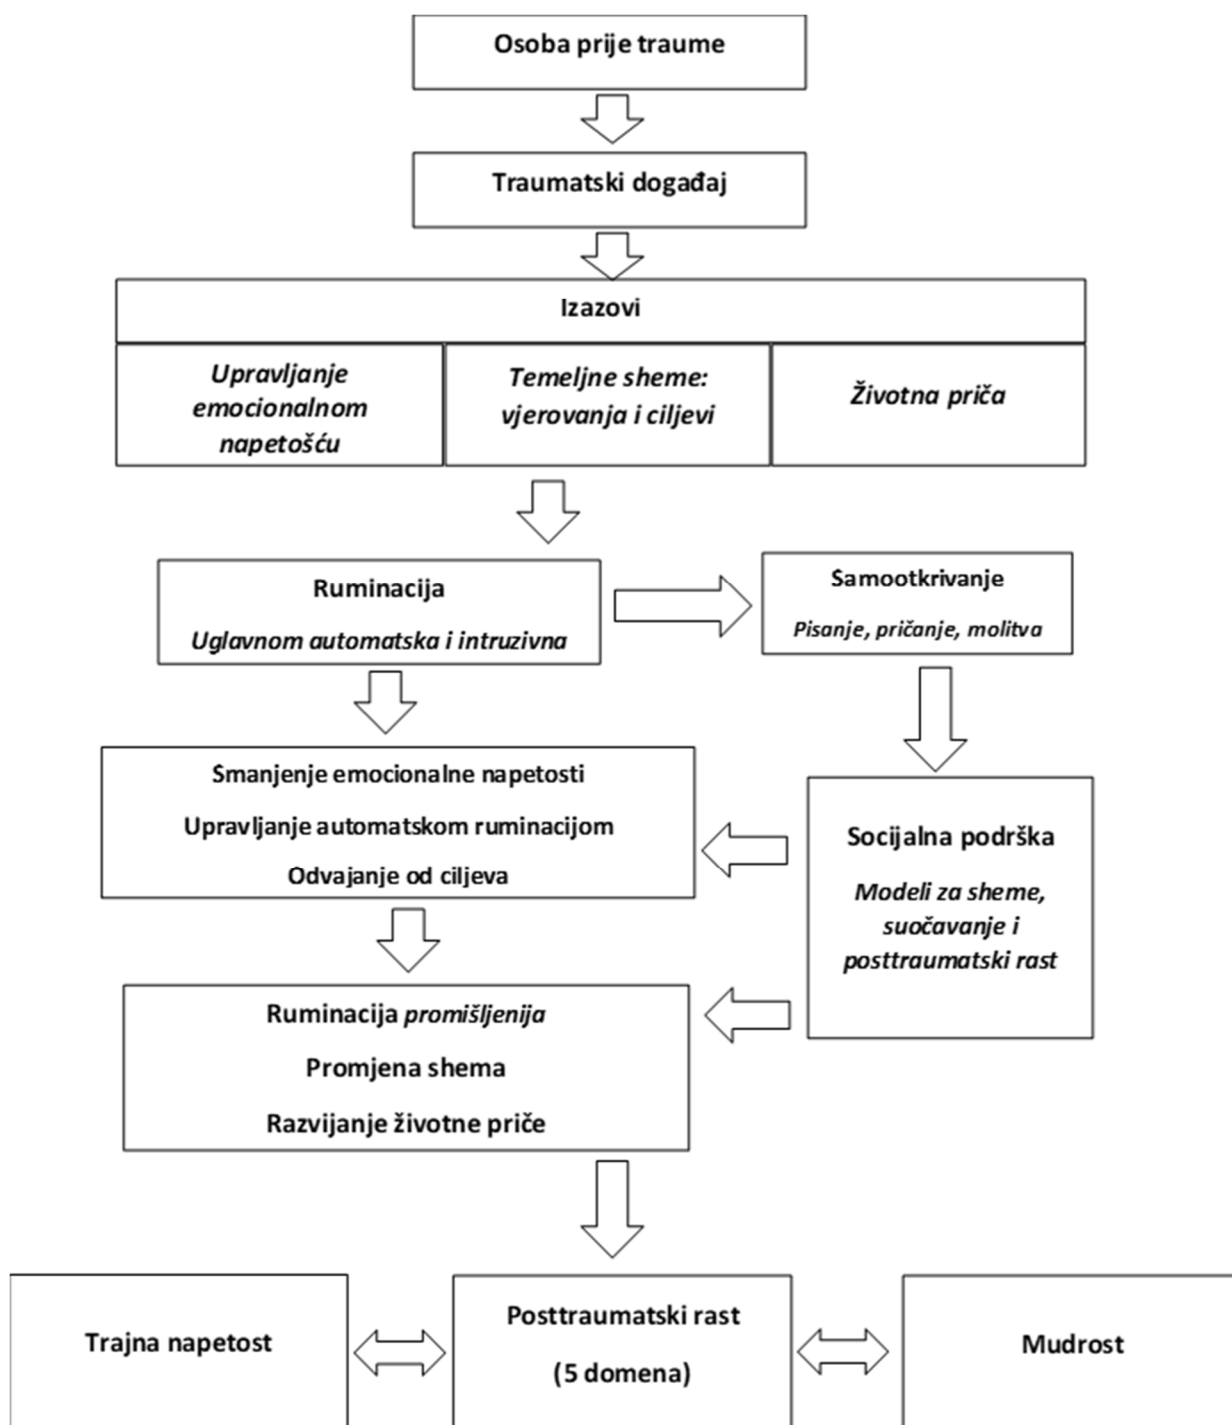 Osoba prije traume
Traumatski događaj
Izazovi
Upravljanje
emocionalnom
napetošću
Temeljne sheme:
vjerovanja i ciljevi
Životna priča
Ruminacija
Uglavnom automatska i intruzivna
Samootkrivanje
Pisanje, pričanje, molitva
Smanjenje emocionalne napetosti
Upravljanje automatskom ruminacijom
Odvajanje od ciljeva
Socijalna podrška
Modeli za sheme,
suočavanje i
posttraumatski rast
Ruminacija promišljenija
Promjena shema
Razvijanje životne priče
Trajna napetost
Posttraumatski rast
(5 domena)
Mudrost